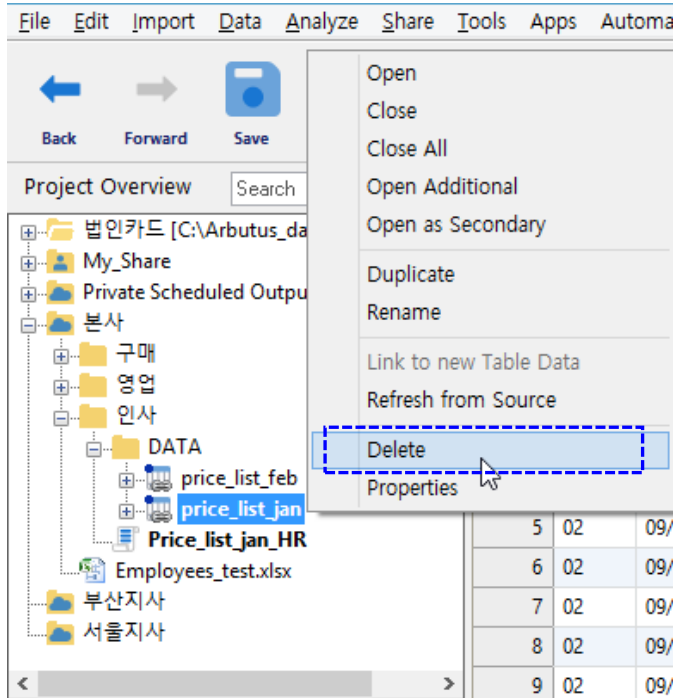 File Edit Import Data Analyze Share Tools Apps Automa
Back Forward Save
Project Overview Search
법인카드 [C:\Arbutus_da
My_Share
Private Scheduled Outpu
본사
구매
영업
인사
DATA
price_list_feb
price_list_jan
Price_list_jan_HR
Employees_test.xlsx
부산지사
서울지사
Open
Close
Close All
Open Additional
Open as Secondary
Duplicate
Rename
Link to new Table Data
Refresh from Source
Delete
Properties
5 02 09/
6 02 09/
7 02 09/
8 02 09/
9 02 09/